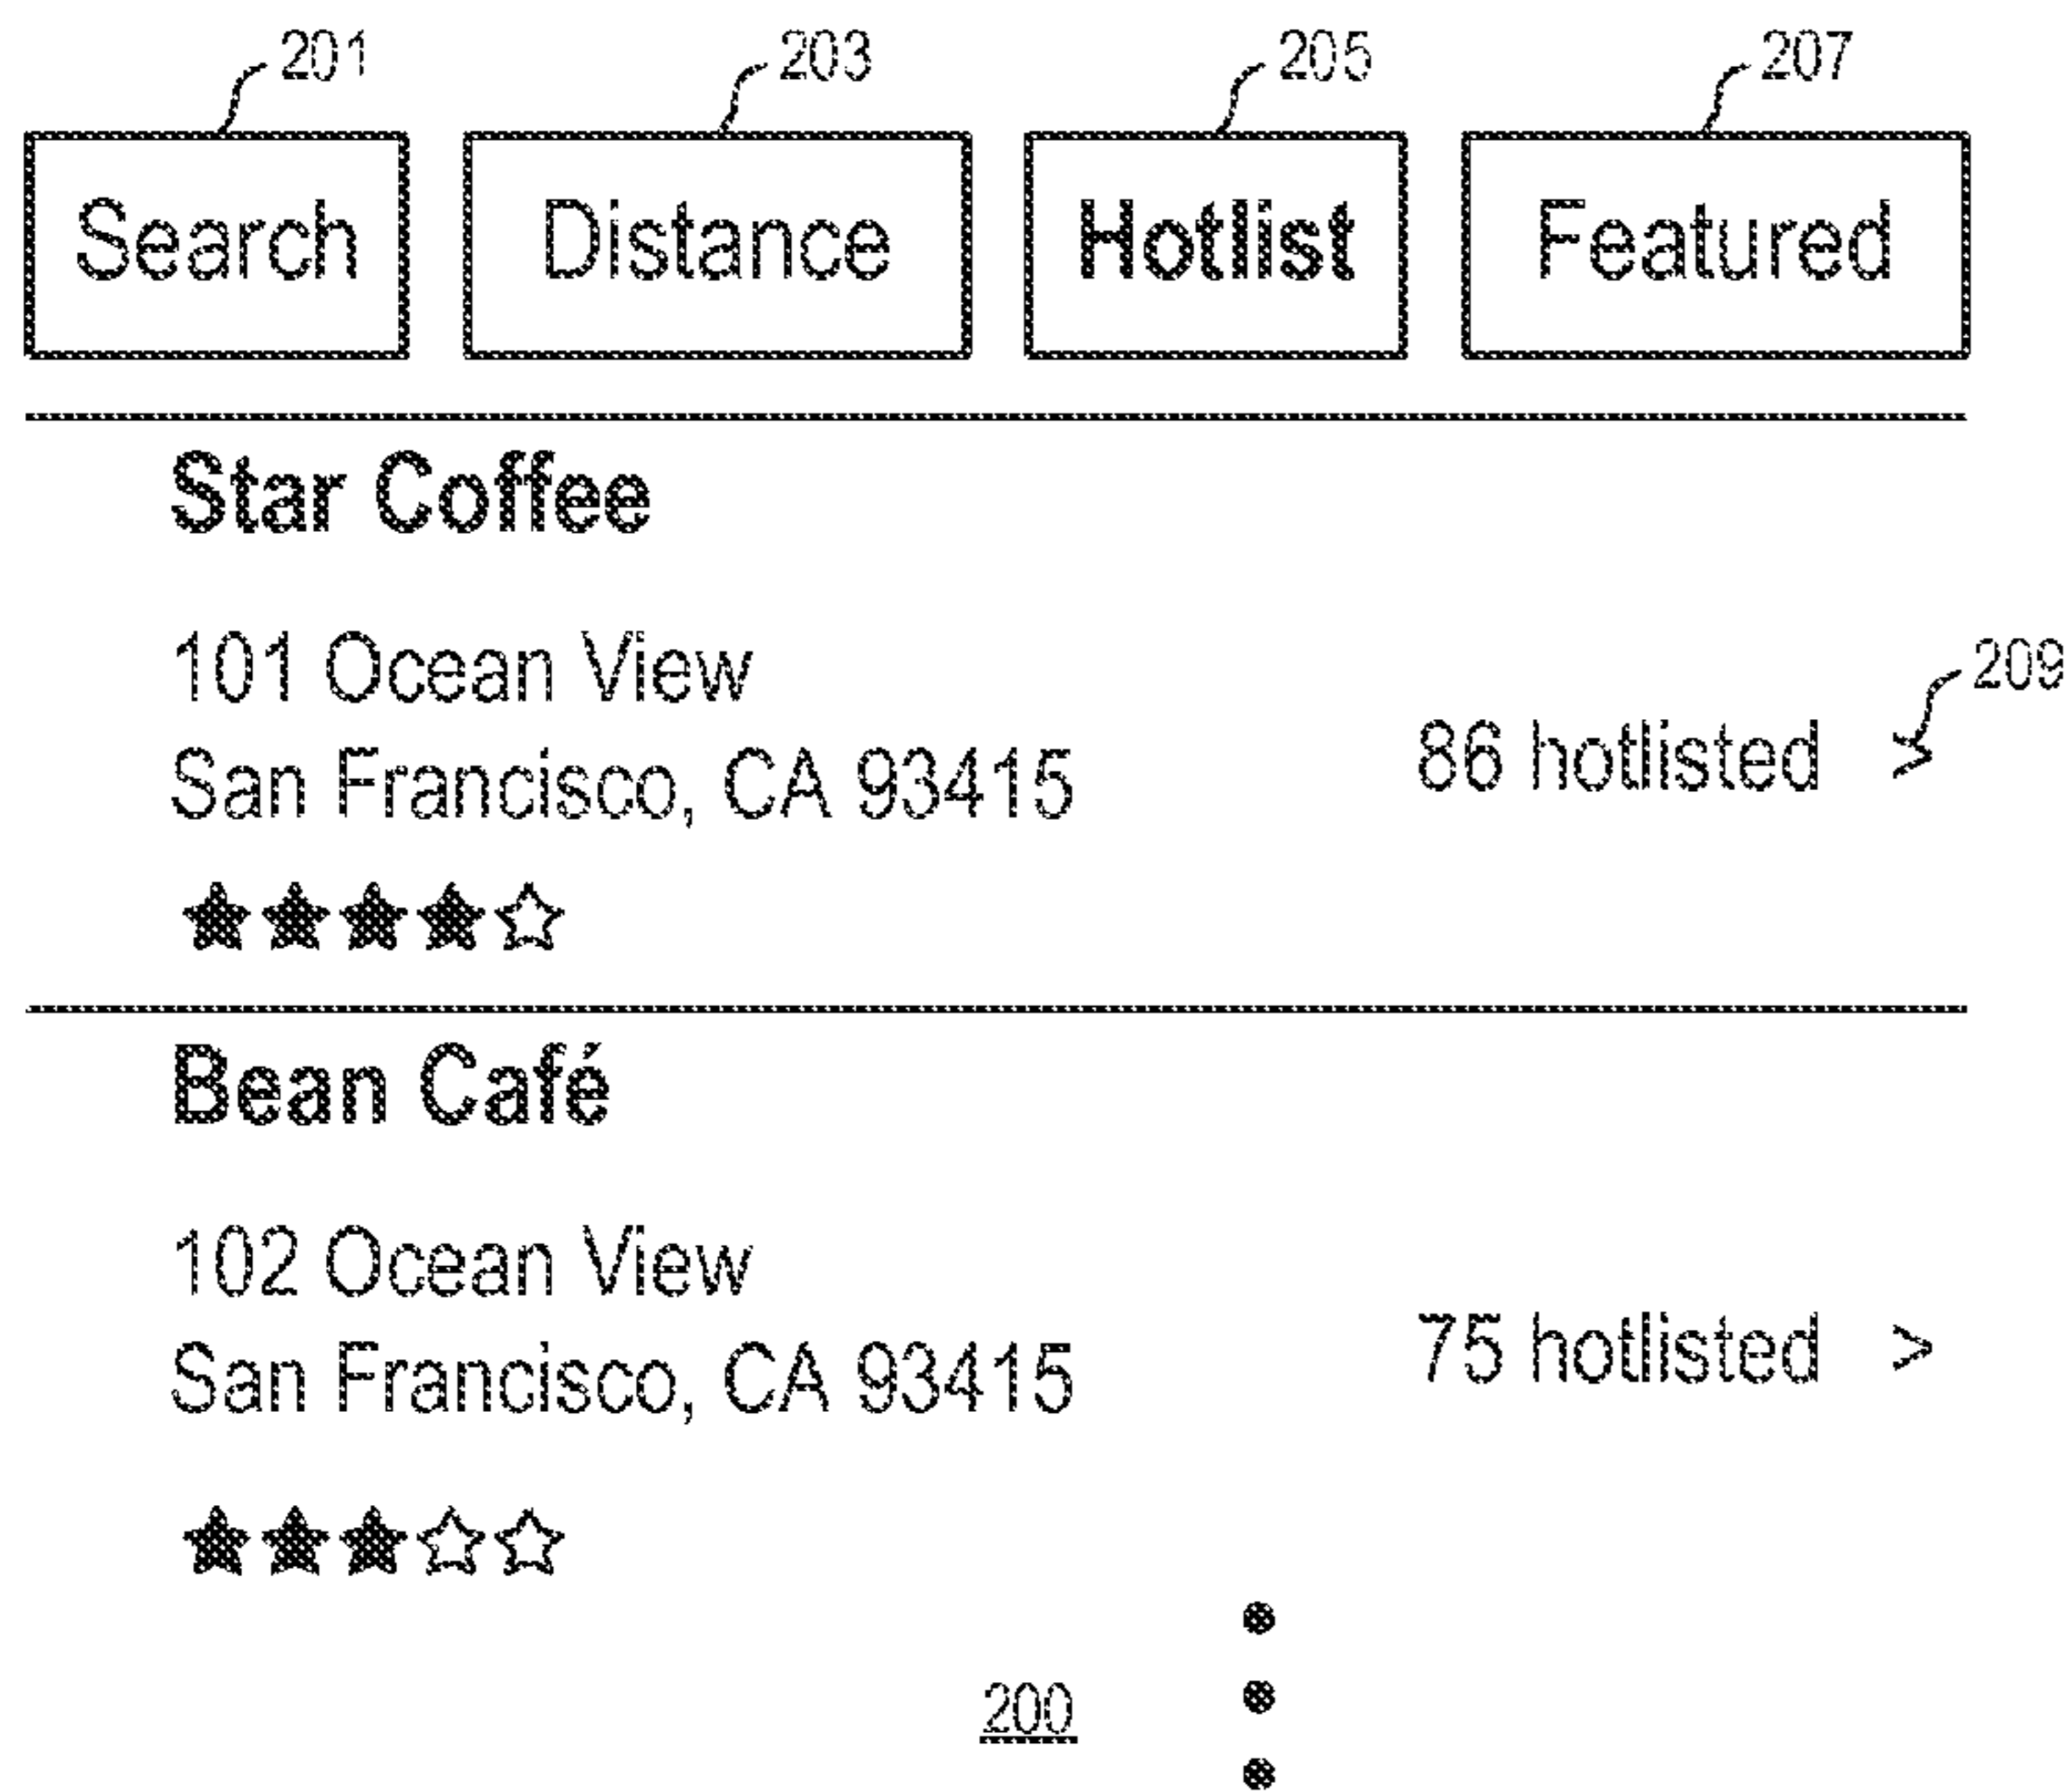 201 203 205 207
Search Distance Hotlist Featured
Star Coffee
101 Ocean View
209
San Francisco, CA 93415
86 hotlisted >
★★★★☆
Bean Café
102 Ocean View
San Francisco, CA 93415
75 hotlisted >
★★★☆☆
200